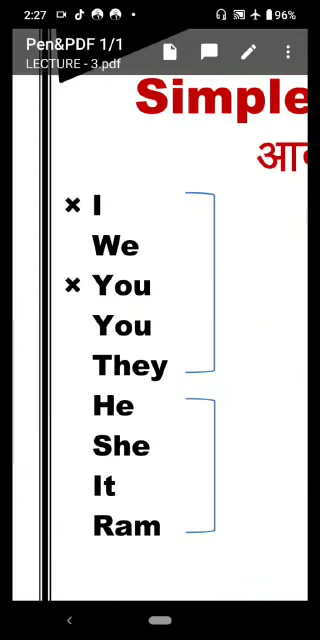 2:27
96%
Pen&PDF 1/1
LECTURE - 3.pdf
Simple
× I
We
× You
You
They
He
She
It
Ram